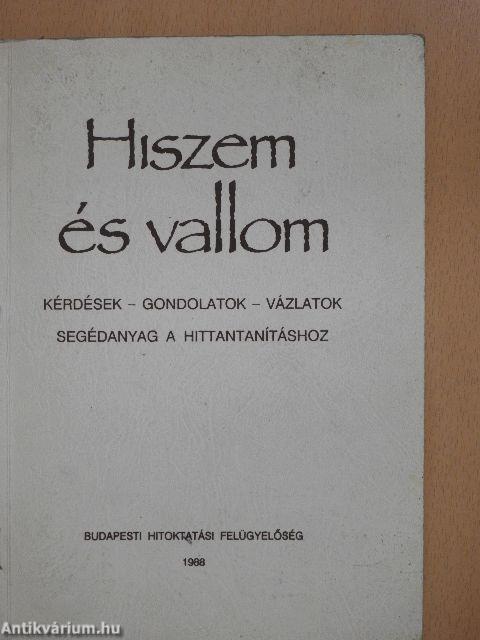 Hiszem
és vallom
KÉRDÉSEK – GONDOLATOK – VÁZLATOK
SEGÉDANYAG A HITTANTANÍTÁSHOZ
BUDAPESTI HITOKTATÁSI FELÜGYELŐSÉG
1988
Antikvárium.hu